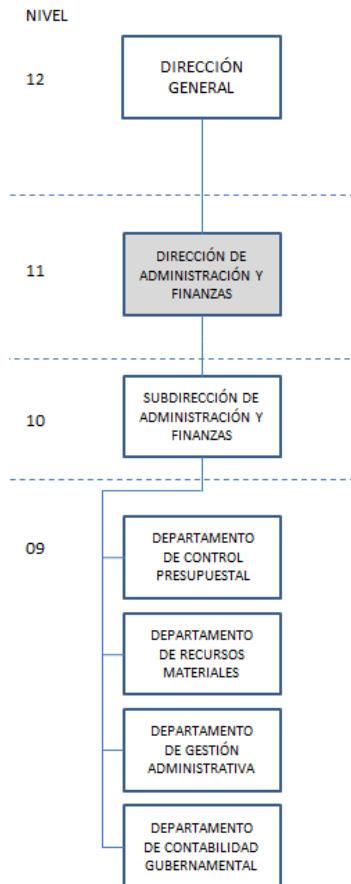 NIVEL
12
DIRECCIÓN
GENERAL
11
DIRECCIÓN DE
ADMINISTRACIÓN Y
FINANZAS
10
SUBDIRECCIÓN DE
ADMINISTRACIÓN Y
FINANZAS
09
DEPARTAMENTO
DE CONTROL
PRESUPUESTAL
DEPARTAMENTO
DE RECURSOS
MATERIALES
DEPARTAMENTO
DE GESTIÓN
ADMINISTRATIVA
DEPARTAMENTO
DE CONTABILIDAD
GUBERNAMENTAL